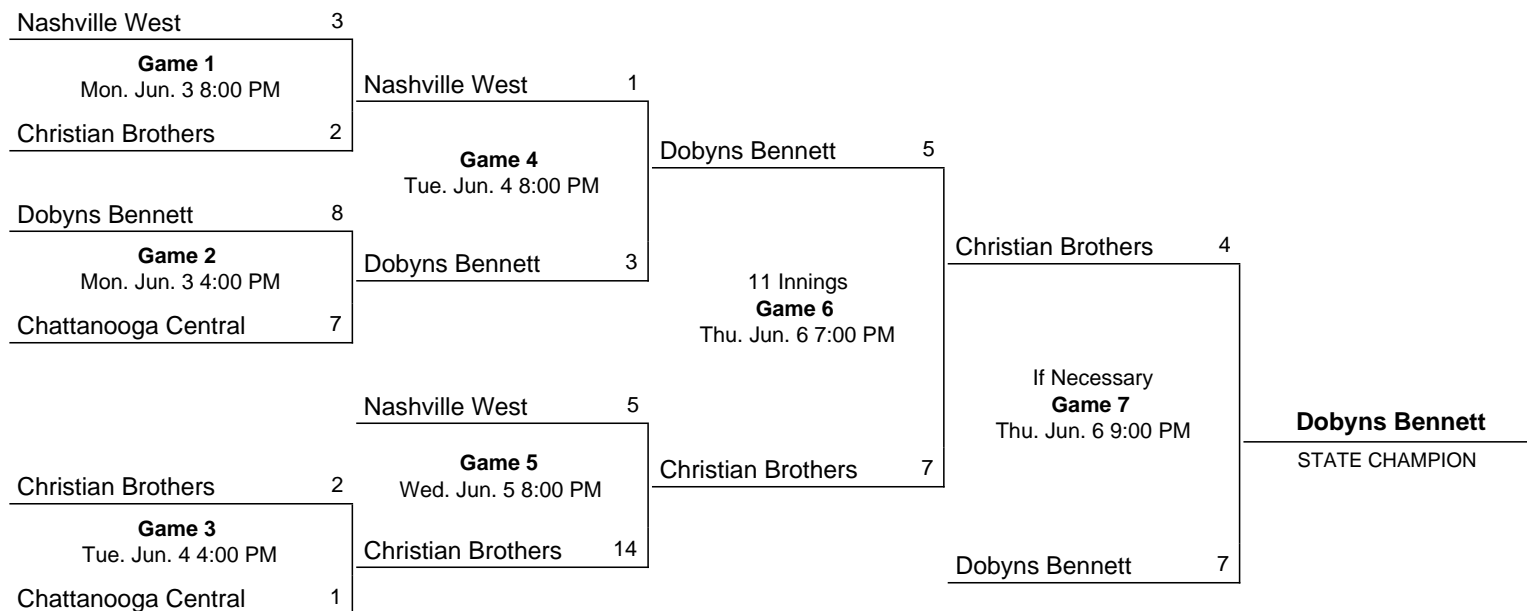 Nashville West 3
Game 1
Mon. Jun. 3 8:00 PM
Christian Brothers 2
Dobyns Bennett 8
Game 2
Mon. Jun. 3 4:00 PM
Chattanooga Central 7
Christian Brothers 2
Game 3
Tue. Jun. 4 4:00 PM
Chattanooga Central 1
Nashville West 1
Game 4
Tue. Jun. 4 8:00 PM
Dobyns Bennett 3
Nashville West 5
Game 5
Wed. Jun. 5 8:00 PM
Christian Brothers 14
Dobyns Bennett 5
11 Innings
Game 6
Thu. Jun. 6 7:00 PM
Christian Brothers 7
Christian Brothers 4
If Necessary
Game 7
Thu. Jun. 6 9:00 PM
Dobyns Bennett 7
Dobyns Bennett
STATE CHAMPION